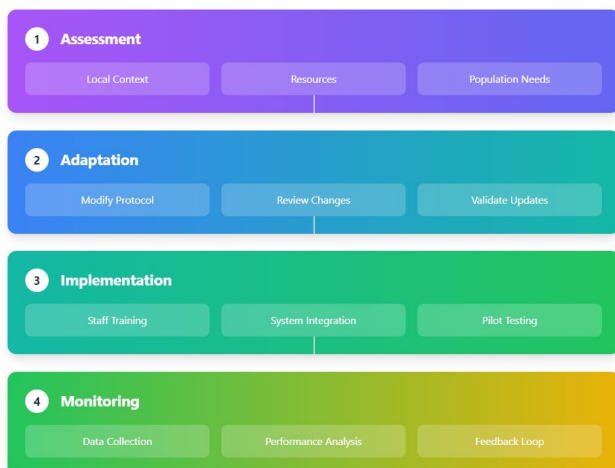 1 Assessment
Local Context Resources Population Needs
2 Adaptation
Modify Protocol Review Changes Validate Updates
3 Implementation
Staff Training System Integration Pilot Testing
4 Monitoring
Data Collection Performance Analysis Feedback Loop